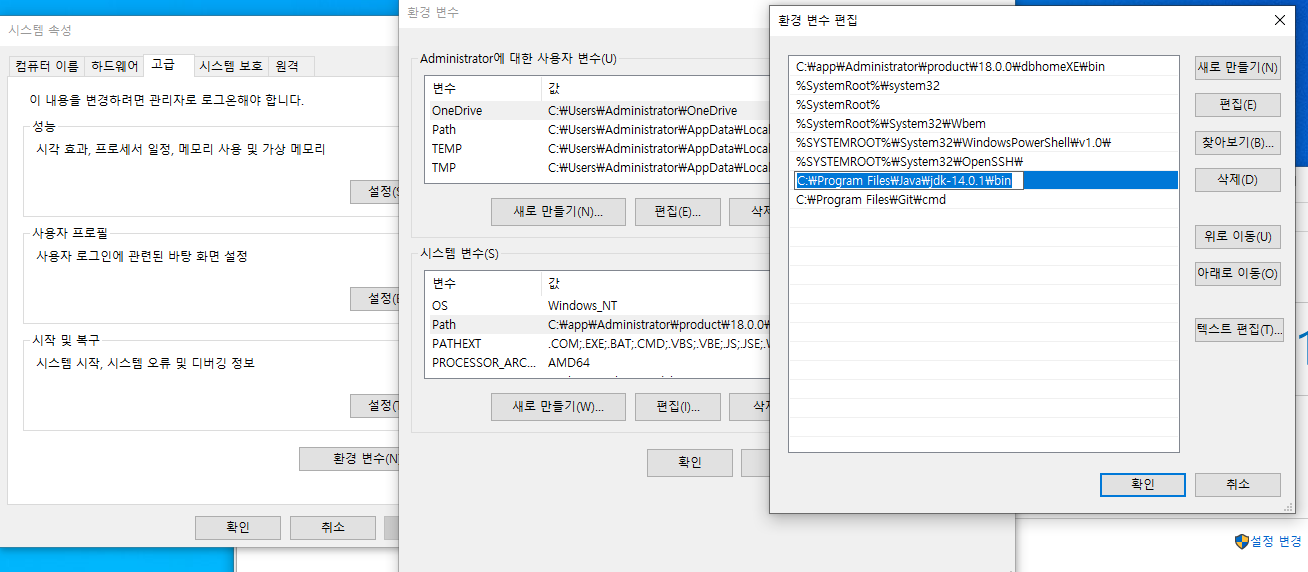 시스템 속성
컴퓨터 이름 하드웨어 고급 시스템 보호 원격
이 내용을 변경하려면 관리자로 로그온해야 합니다.
성능
시각 효과, 프로세서 일정, 메모리 사용 및 가상 메모리
사용자 프로필
사용자 로그인에 관련된 바탕 화면 설정
설정(
시작 및 복구
시스템 시작, 시스템 오류 및 디버깅 정보
설정(
환경 변수(N
확인 취소
환경 변수
Administrator에 대한 사용자 변수(U)
변수 값
OneDrive C:₩Users₩Administrator₩OneDrive
Path C:₩Users₩Administrator₩AppData₩Local
TEMP C:₩Users₩Administrator₩AppData₩Local
TMP C:₩Users₩Administrator₩AppData₩Local
새로 만들기(N)... 편집(E)...
시스템 변수(S)
변수 값
OS Windows_NT
Path C:₩app₩Administrator₩product₩18.0.0₩
PATHEXT .COM;.EXE;.BAT;.CMD;.VBS;.VBE;.JS;.JSE;.
PROCESSOR_ARC... AMD64
새로 만들기(W)... 편집(I)...
확인
환경 변수 편집
C:₩app₩Administrator₩product₩18.0.0₩dbhomeXE₩bin
%SystemRoot%₩system32
%SystemRoot%
%SystemRoot%₩System32₩Wbem
%SYSTEMROOT%₩System32₩WindowsPowerShell₩v1.0₩
%SYSTEMROOT%₩System32₩OpenSSH₩
C:₩Program Files₩Java₩jdk-14.0.1₩bin
C:₩Program Files₩Git₩cmd
새로 만들기(N)
편집(E)
찾아보기(B)...
삭제(D)
위로 이동(U)
아래로 이동(O)
텍스트 편집(T)...
확인 취소
설정 변경